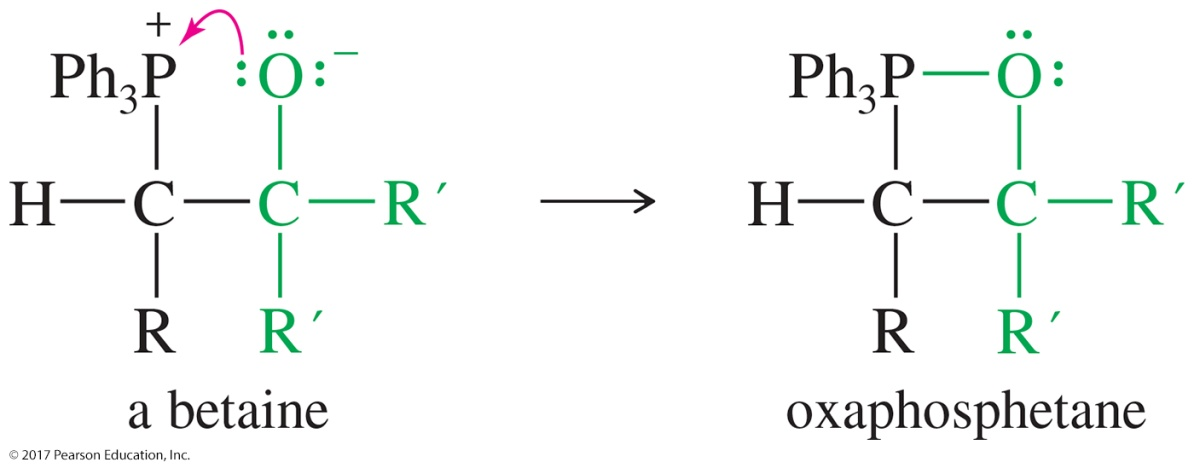 +
Ph₃P :Ö:⁻ Ph₃P—Ö:
H—C—C—R′ → H—C—C—R′
R R′ R R′
a betaine oxaphosphetane
© 2017 Pearson Education, Inc.